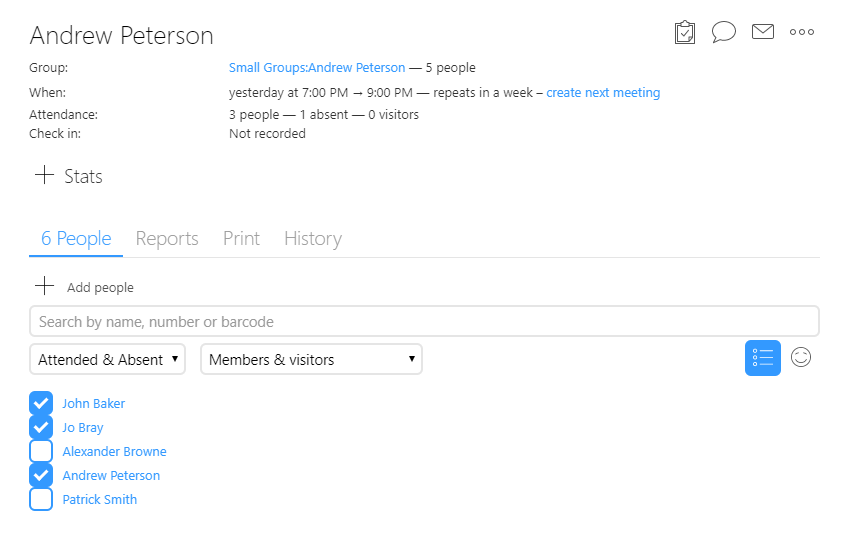 Andrew Peterson
Group: Small Groups:Andrew Peterson — 5 people
When: yesterday at 7:00 PM → 9:00 PM — repeats in a week – create next meeting
Attendance: 3 people — 1 absent — 0 visitors
Check in: Not recorded
Stats
6 People Reports Print History
Add people
Search by name, number or barcode
Attended & Absent Members & visitors
John Baker
Jo Bray
Alexander Browne
Andrew Peterson
Patrick Smith